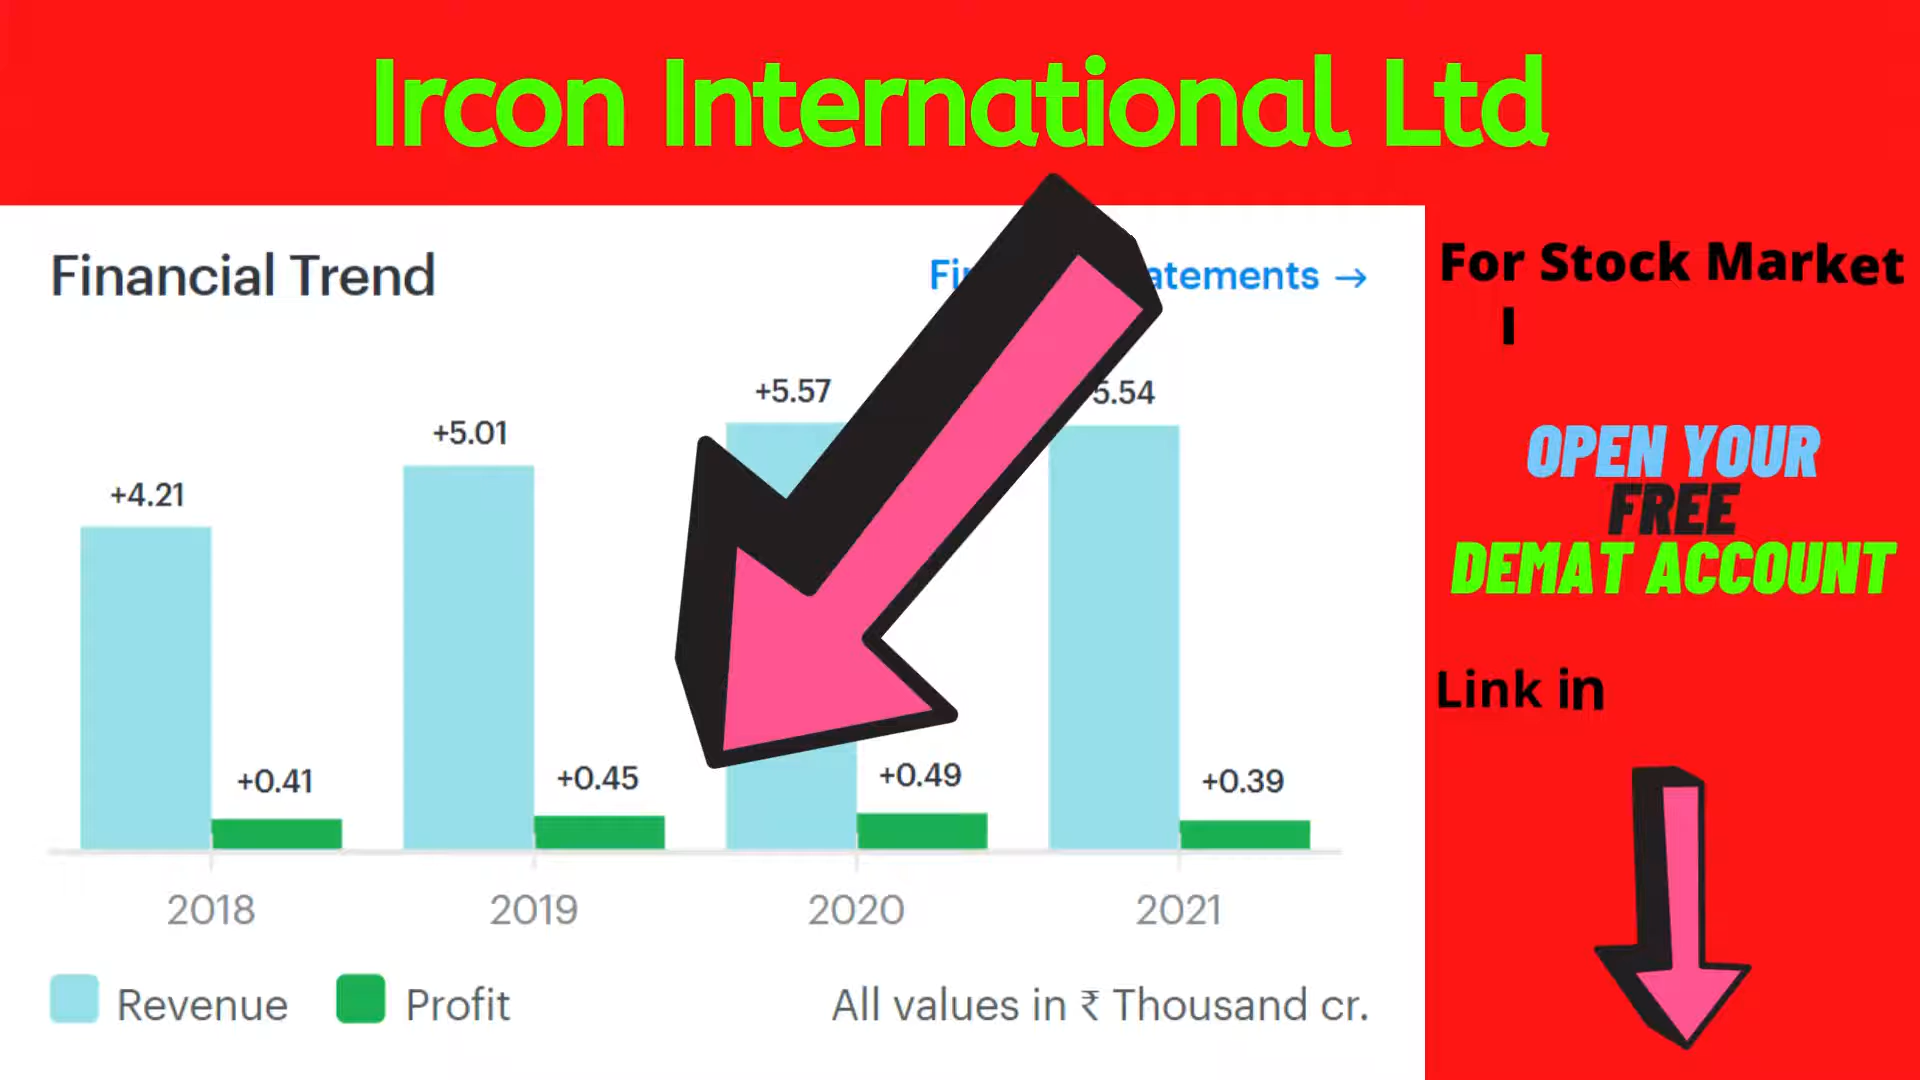 Ircon International Ltd
Financial Trend
atements →
For Stock Market
I
+5.57
5.54
+5.01
+4.21
OPEN YOUR
FREE
DEMAT ACCOUNT
Link in
+0.41
+0.45
+0.49
+0.39
2018
2019
2020
2021
Revenue
Profit
All values in ₹ Thousand cr.